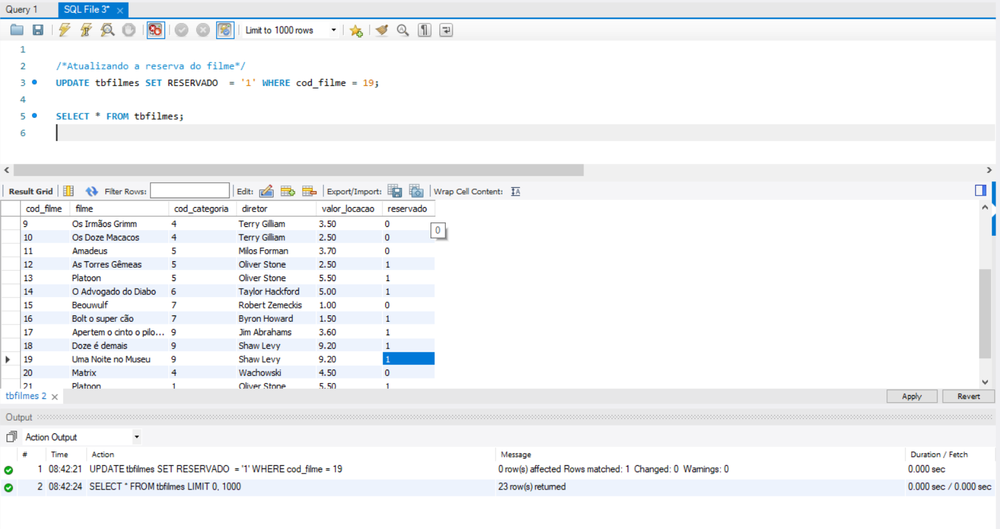 Query 1 SQL File 3* ×
Limit to 1000 rows
1
2 /*Atualizando a reserva do filme*/
3 UPDATE tbfilmes SET RESERVADO = '1' WHERE cod_filme = 19;
4
5 SELECT * FROM tbfilmes;
6
Result Grid Filter Rows: Edit: Export/Import: Wrap Cell Content: IA
cod_filme filme cod_categoria diretor valor_locacao reservado
9 Os Irmãos Grimm 4 Terry Gilliam 3.50 0
0
10 Os Doze Macacos 4 Terry Gilliam 2.50 0
11 Amadeus 5 Milos Forman 3.70 0
12 As Torres Gêmeas 5 Oliver Stone 2.50 1
13 Platoon 5 Oliver Stone 5.50 1
14 O Advogado do Diabo 6 Taylor Hackford 5.00 1
15 Beouwulf 7 Robert Zemeckis 1.00 0
16 Bolt o super cão 7 Byron Howard 1.50 1
17 Apertem o cinto o pilo... 9 Jim Abrahams 3.60 1
18 Doze é demais 9 Shaw Levy 9.20 1
19 Uma Noite no Museu 9 Shaw Levy 9.20 1
20 Matrix 4 Wachowski 4.50 0
21 Platoon 1 Oliver Stone 5.50 1
tbfilmes 2 × Apply Revert
Output
Action Output
# Time Action Message Duration / Fetch
1 08:42:21 UPDATE tbfilmes SET RESERVADO = '1' WHERE cod_filme = 19 0 row(s) affected Rows matched: 1 Changed: 0 Warnings: 0 0.000 sec
2 08:42:24 SELECT * FROM tbfilmes LIMIT 0, 1000 23 row(s) returned 0.000 sec / 0.000 sec